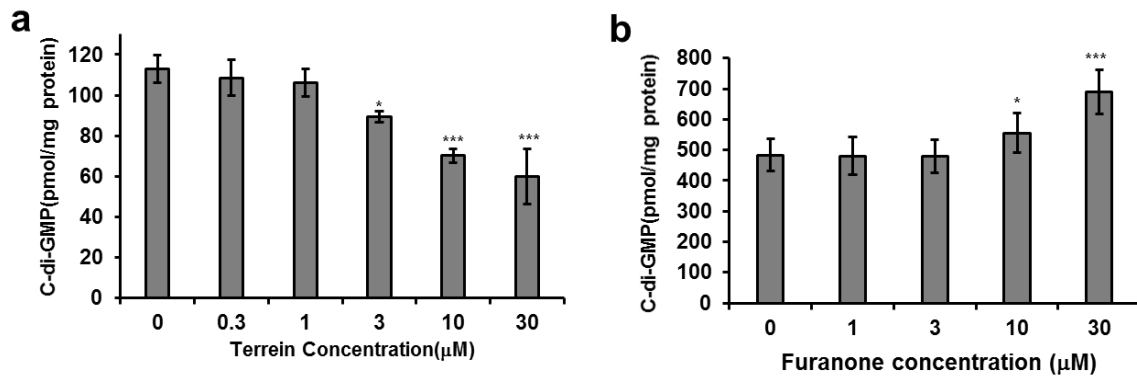 a
C-di-GMP(pmol/mg protein)
120
100
80
60
40
20
0
*
***
***
0 0.3 1 3 10 30
Terrein Concentration(μM)
b
C-di-GMP(pmol/mg protein)
800
700
600
500
400
300
200
100
0
*
***
0 1 3 10 30
Furanone concentration (μM)